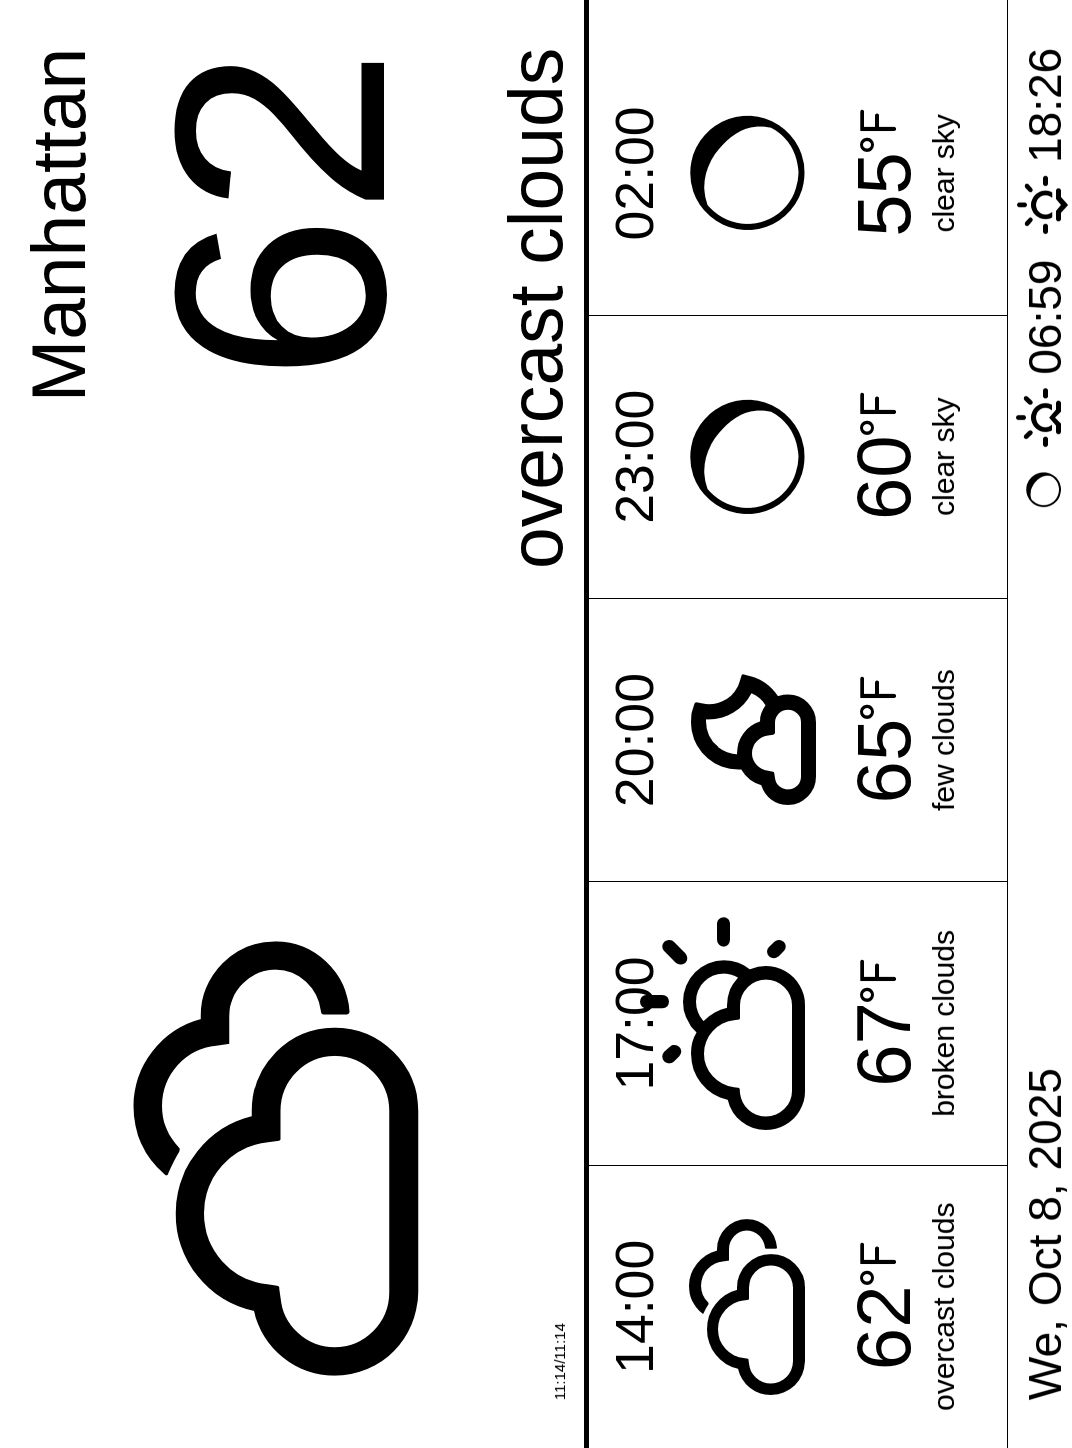 Manhattan
62
overcast clouds
11:14/11:14
14:00
62°F
overcast clouds
17:00
67°F
broken clouds
20:00
65°F
few clouds
23:00
60°F
clear sky
02:00
55°F
clear sky
We, Oct 8, 2025
06:59
18:26